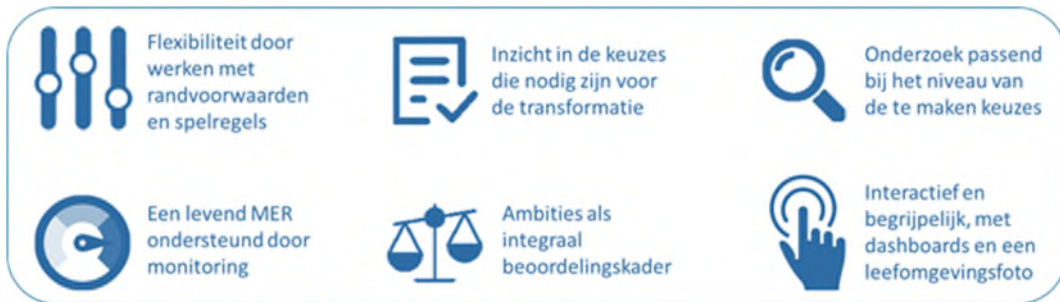 Flexibiliteit door
werken met
randvoorwaarden
en spelregels
Inzicht in de keuzes
die nodig zijn voor
de transformatie
Onderzoek passend
bij het niveau van
de te maken keuzes
Een levend MER
ondersteund door
monitoring
Ambities als
integraal
beoordelingskader
Interactief en
begrijpelijk, met
dashboards en een
leefomgevingsfoto